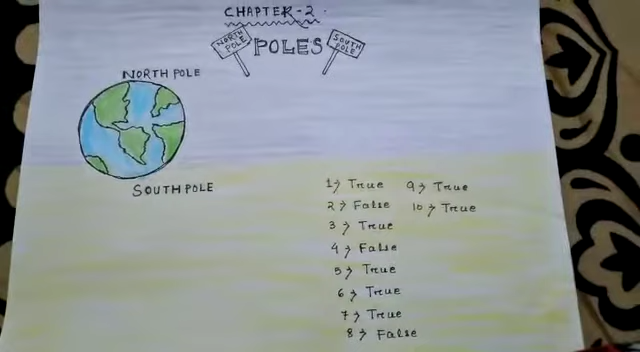 CHAPTER-2.
NORTH POLE
POLES
SOUTH POLE
NORTH POLE
SOUTH POLE
1) True
2) False
3) True
4) False
5) True
6) True
7) True
8) False
9) True
10) True